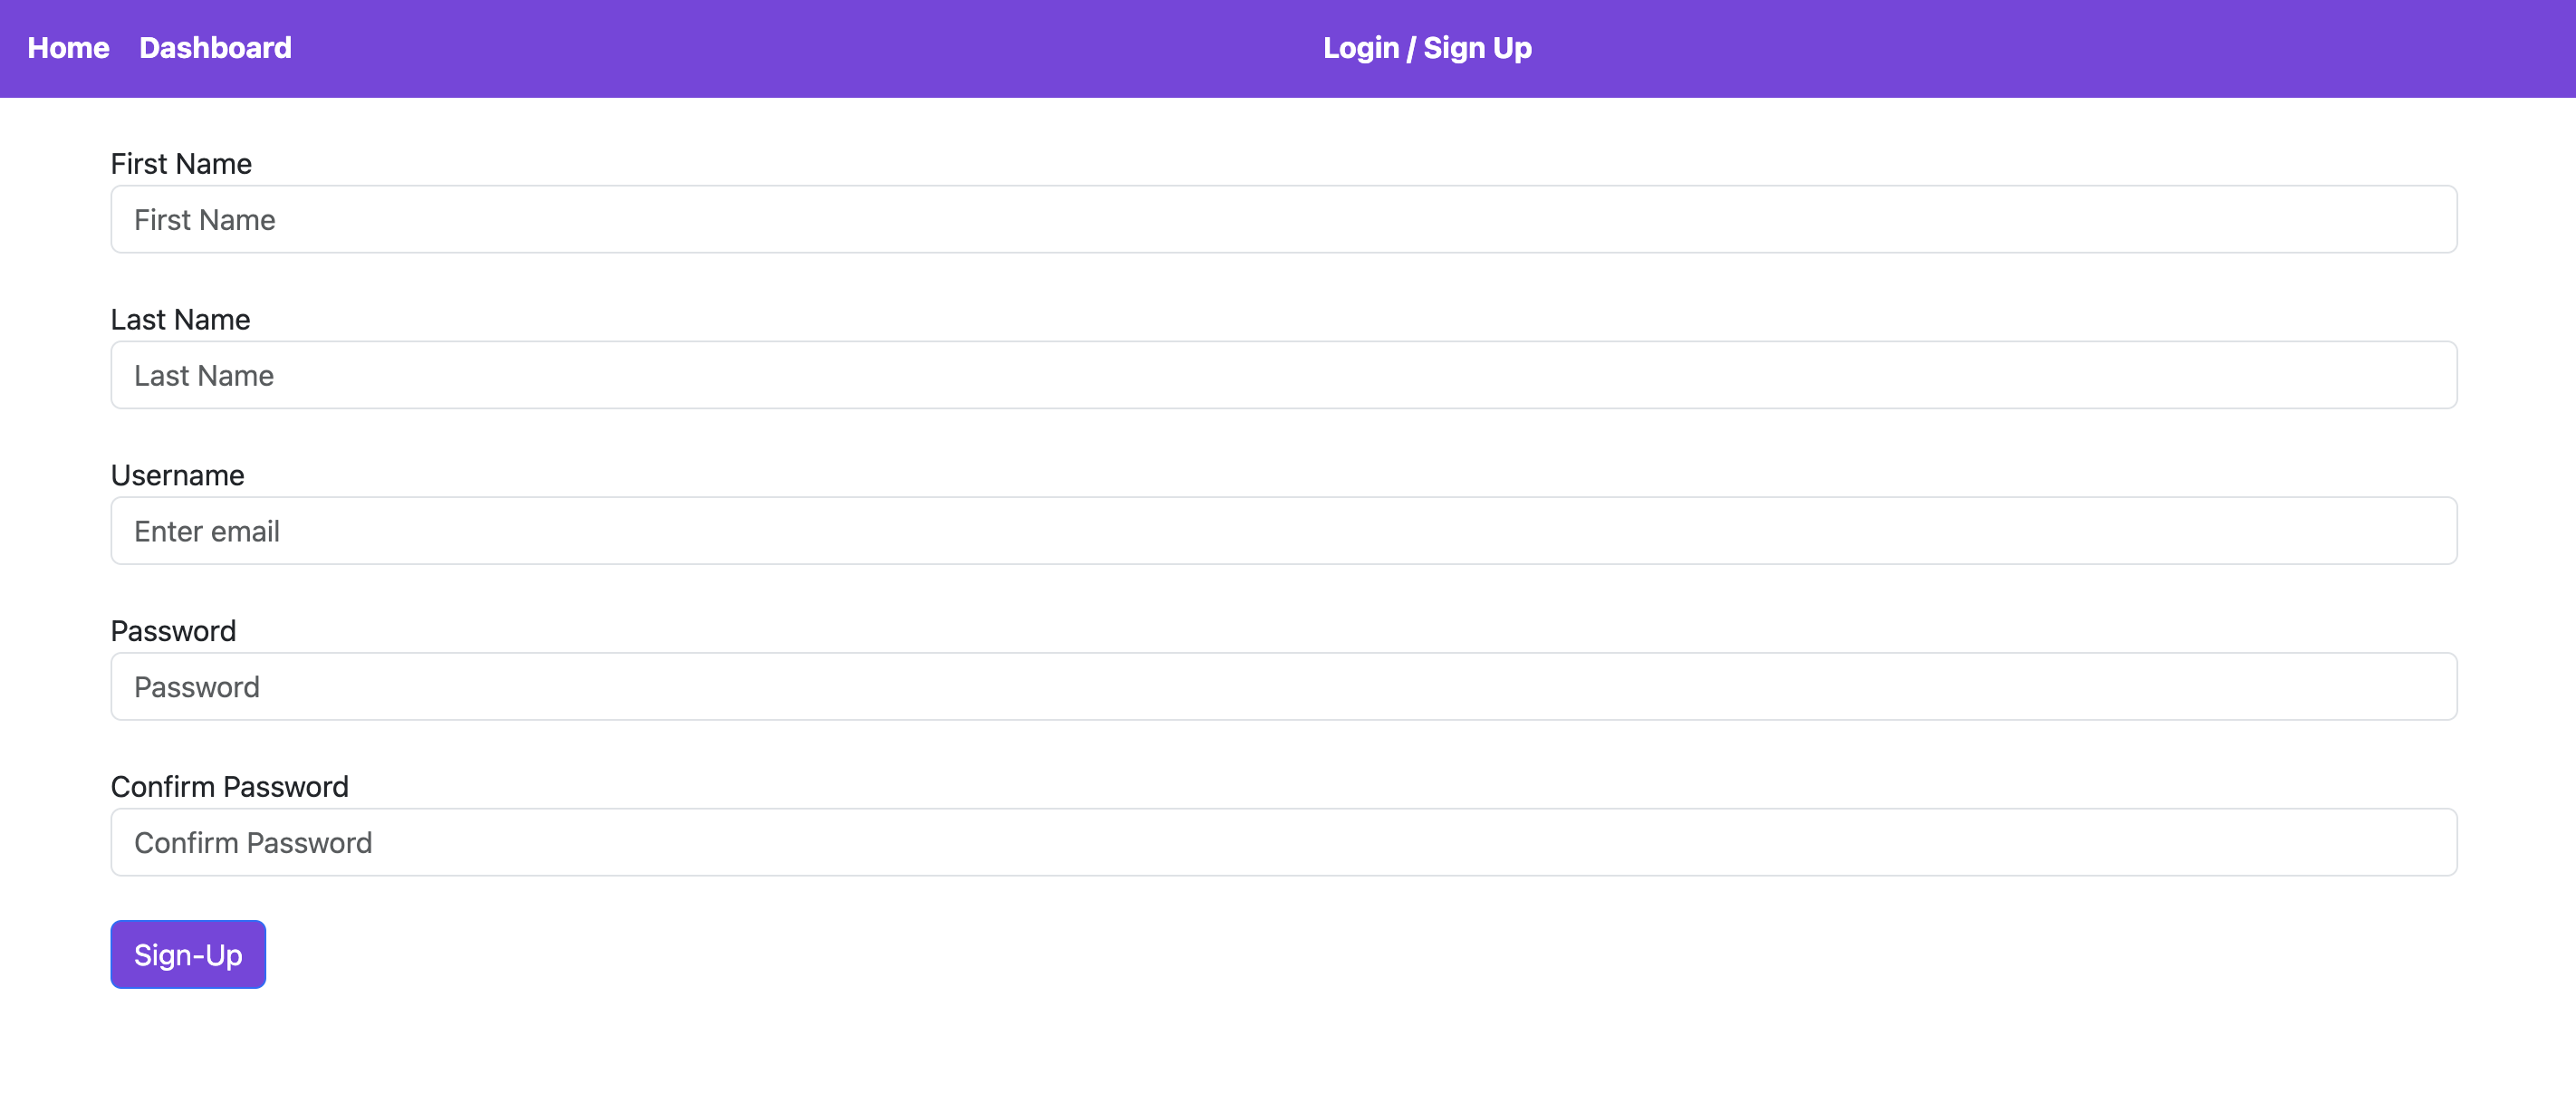 Home Dashboard Login / Sign Up
First Name
First Name
Last Name
Last Name
Username
Enter email
Password
Password
Confirm Password
Confirm Password
Sign-Up